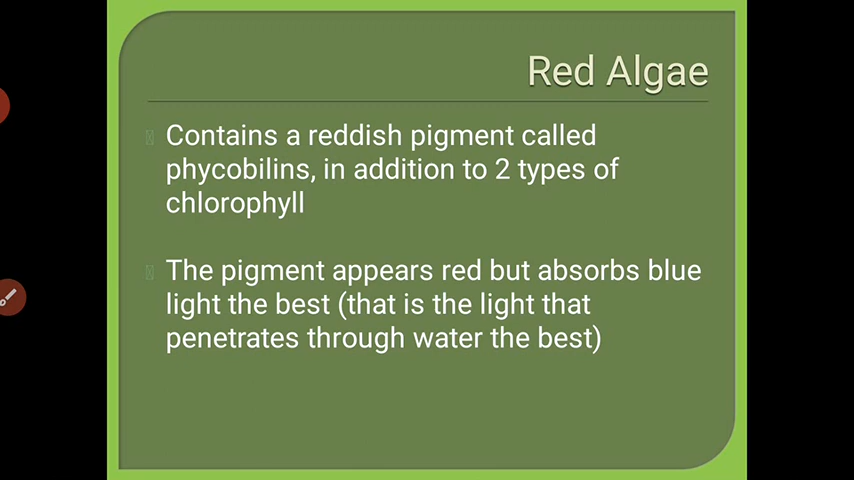 Red Algae
Contains a reddish pigment called
phycobilins, in addition to 2 types of
chlorophyll
The pigment appears red but absorbs blue
light the best (that is the light that
penetrates through water the best)